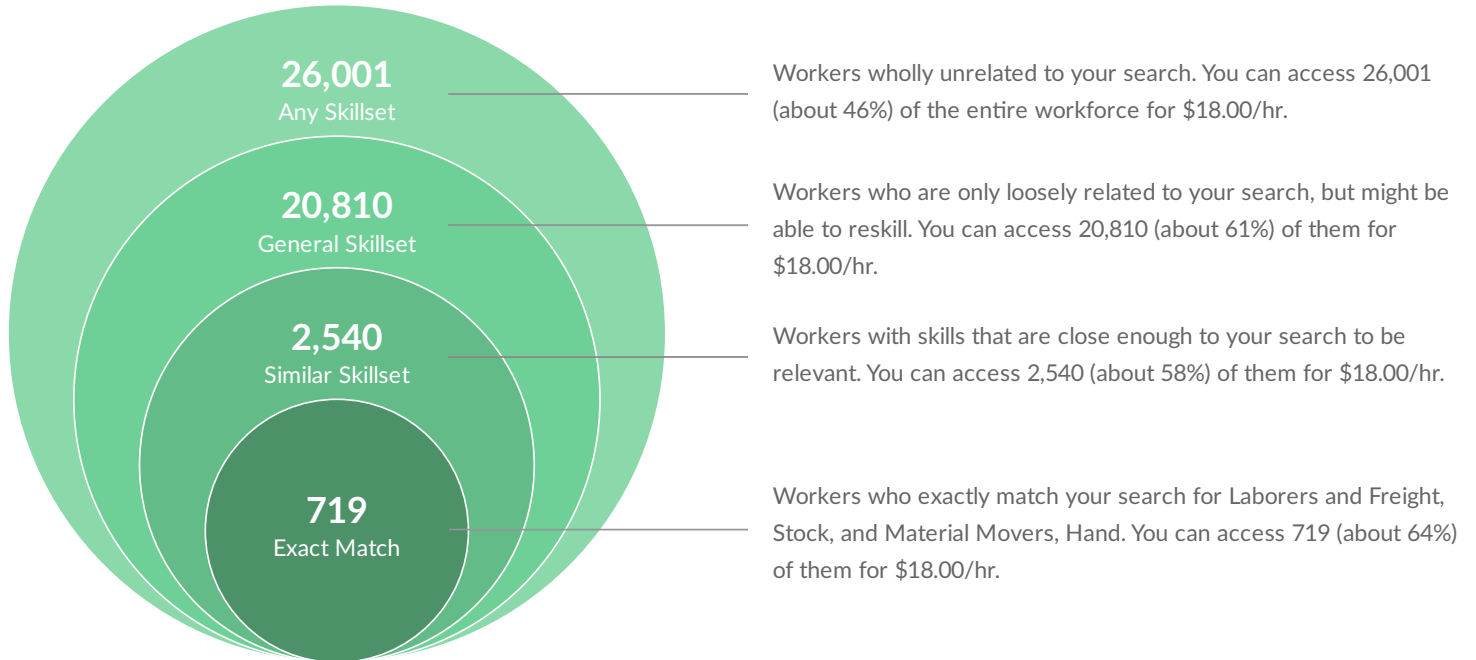 26,001
Any Skillset
Workers wholly unrelated to your search. You can access 26,001
(about 46%) of the entire workforce for $18.00/hr.
20,810
General Skillset
Workers who are only loosely related to your search, but might be
able to reskill. You can access 20,810 (about 61%) of them for
$18.00/hr.
2,540
Similar Skillset
Workers with skills that are close enough to your search to be
relevant. You can access 2,540 (about 58%) of them for $18.00/hr.
719
Exact Match
Workers who exactly match your search for Laborers and Freight,
Stock, and Material Movers, Hand. You can access 719 (about 64%)
of them for $18.00/hr.